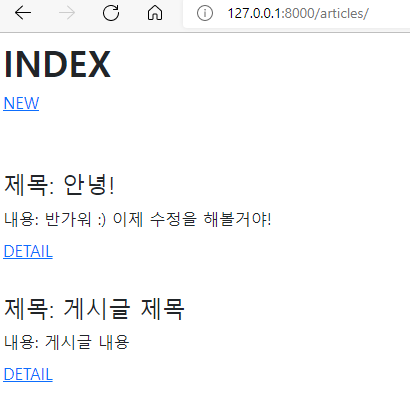 127.0.0.1:8000/articles/
INDEX
NEW
제목: 안녕!
내용: 반가워 :) 이제 수정을 해볼거야!
DETAIL
제목: 게시글 제목
내용: 게시글 내용
DETAIL